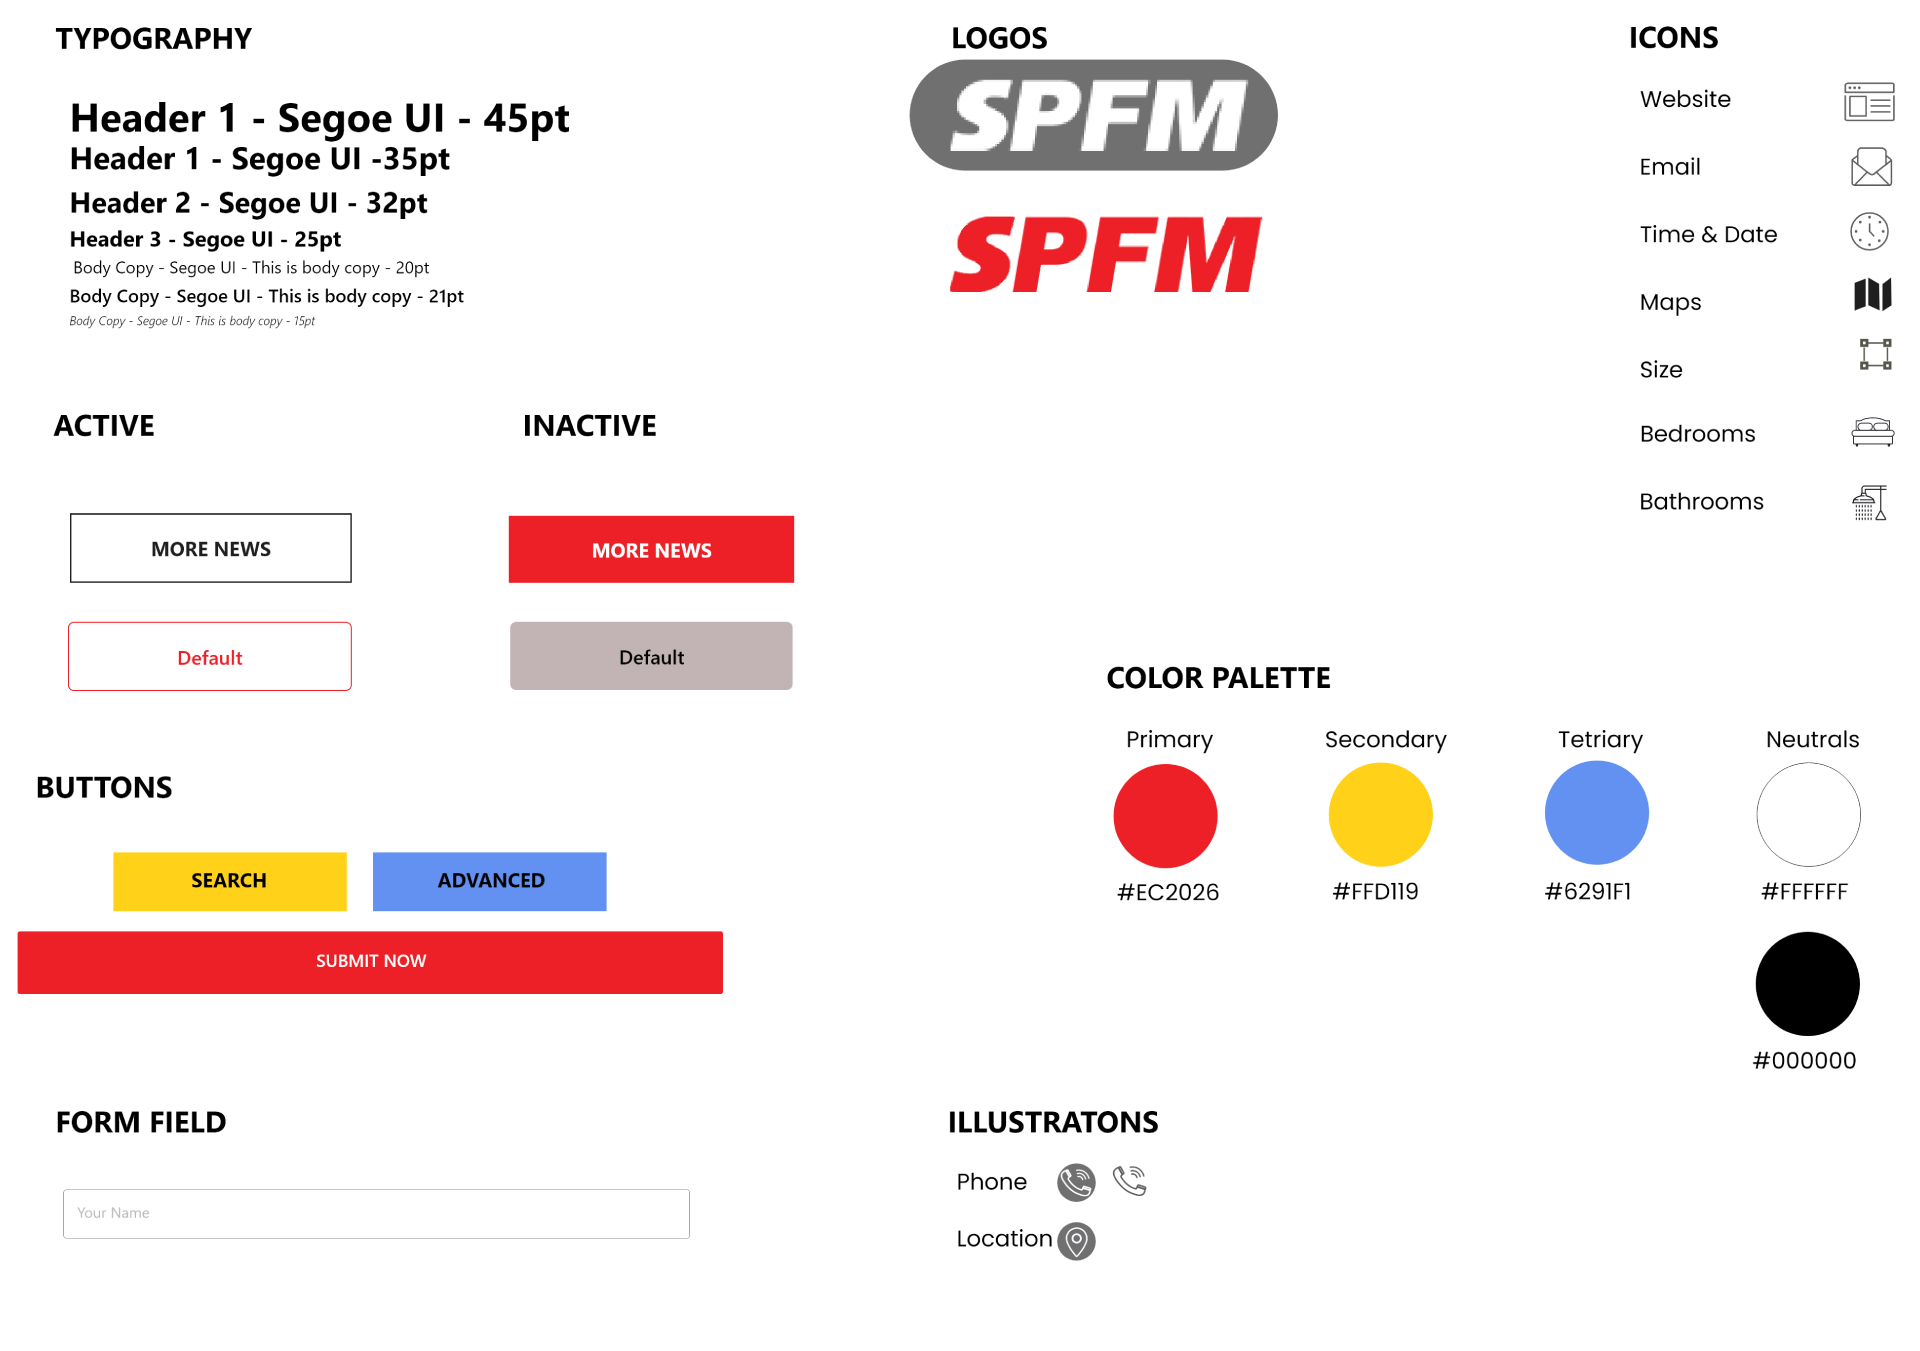 TYPOGRAPHY
Header 1 - Segoe UI - 45pt
Header 1 - Segoe UI -35pt
Header 2 - Segoe UI - 32pt
Header 3 - Segoe UI - 25pt
Body Copy - Segoe UI - This is body copy - 20pt
Body Copy - Segoe UI - This is body copy - 21pt
Body Copy - Segoe UI - This is body copy - 15pt
LOGOS
SPFM
SPFM
ICONS
Website
Email
Time & Date
Maps
Size
Bedrooms
Bathrooms
ACTIVE
INACTIVE
MORE NEWS
MORE NEWS
Default
Default
COLOR PALETTE
Primary
Secondary
Tetriary
Neutrals
#EC2026
#FFD119
#6291F1
#FFFFFF
#000000
BUTTONS
SEARCH
ADVANCED
SUBMIT NOW
FORM FIELD
Your Name
ILLUSTRATONS
Phone
Location